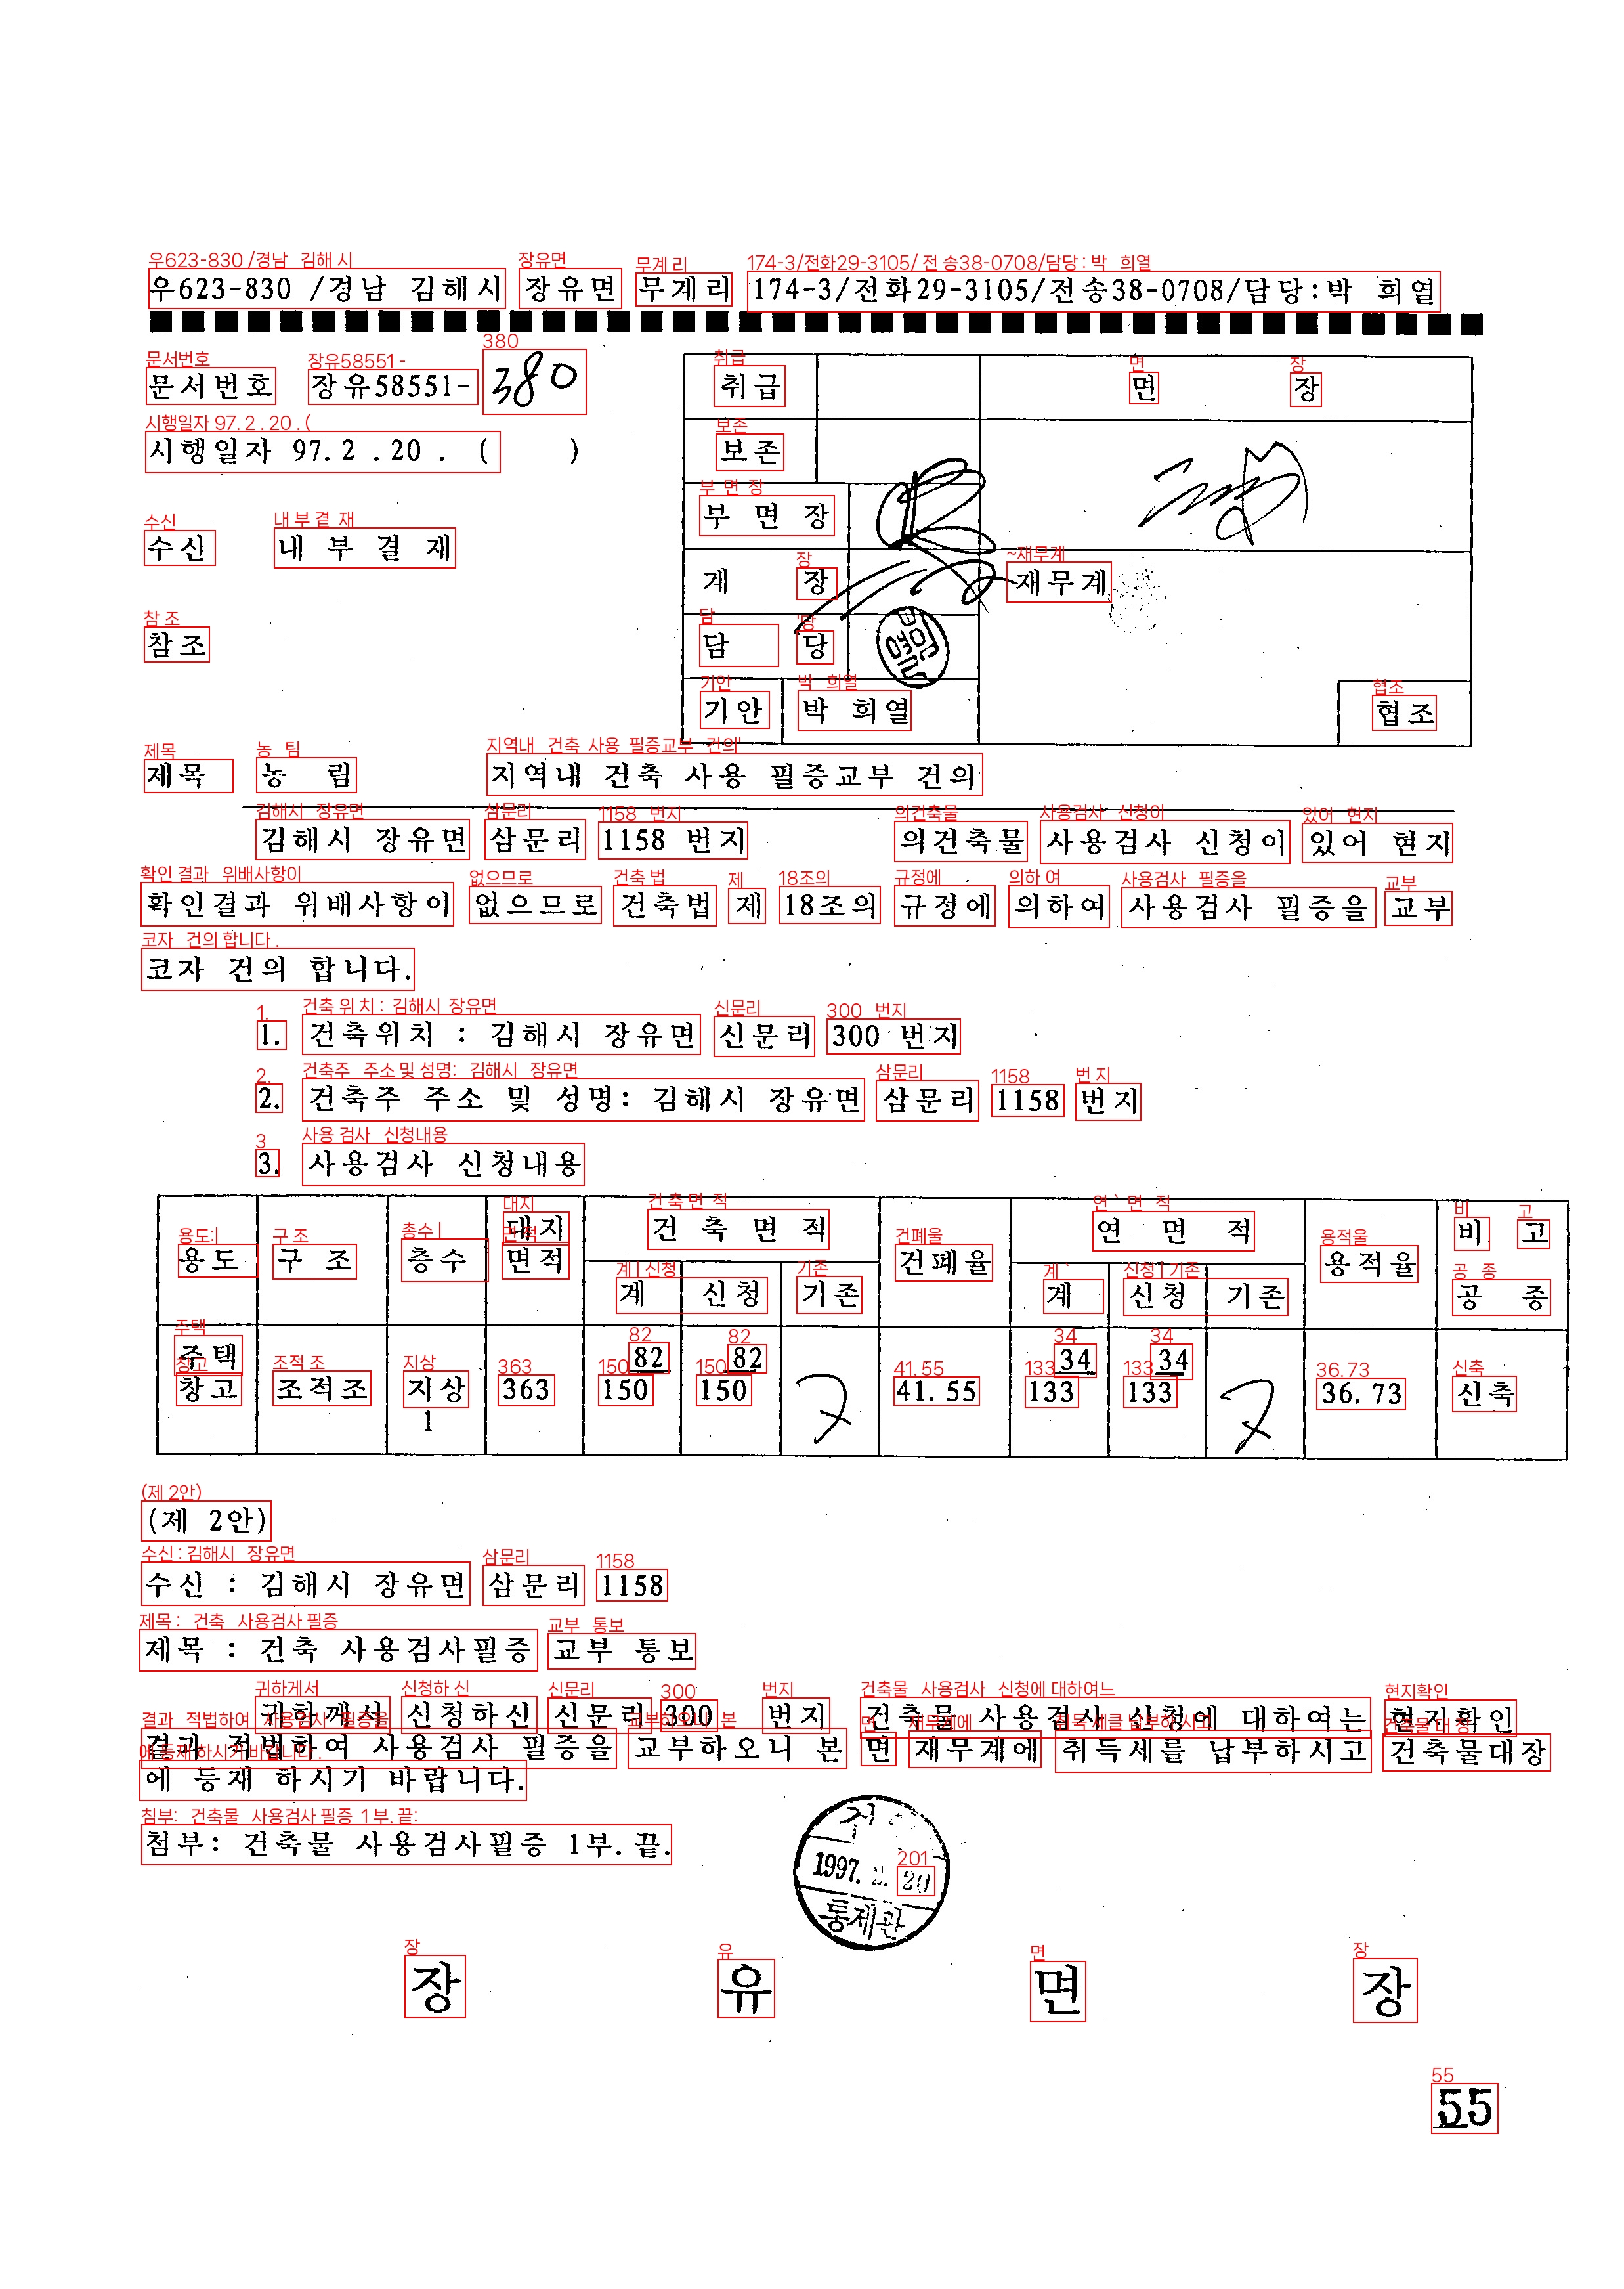 우623-830 /경남 김해시 장유면 무계리 174-3/전화29-3105/전송38-0708/담당:박 희열
문서번호 장유58551-380
시행일자 97. 2 . 20 . ( )
수신 내 부 결 재
참조
취급 면 장
보존
부 면 장
계 장 재무계
담 당
기안 박 희열
협조
제목 농 림 지역내 건축 사용 필증교부 건의
김해시 장유면 삼문리 1158 번지 의건축물 사용검사 신청이 있어 현지
확인결과 위배사항이 없으므로 건축법 제 18조의 규정에 의하여 사용검사 필증을 교부
코자 건의 합니다.
1. 건축위치 : 김해시 장유면 신문리 300 번지
2. 건축주 주소 및 성명: 김해시 장유면 삼문리 1158 번지
3. 사용검사 신청내용
용도 구 조 층수 대지 면적 건 축 면 적 건폐율 연 면 적 용적율 비 고
계 신청 기존 계 신청 기존 공 종
주택 82 82 34 34
창고 조적조 지상 363 150 150 41. 55 133 133 36. 73 신축
1
(제 2안)
수신 : 김해시 장유면 삼문리 1158
제목 : 건축 사용검사필증 교부 통보
귀하께서 신청하신 신문리 300 번지 건축물 사용검사 신청에 대하여는 현지확인
결과 적법하여 사용검사 필증을 교부하오니 본 면 재무계에 취득세를 납부하시고 건축물대장
에 등재 하시기 바랍니다.
첨부: 건축물 사용검사필증 1부. 끝.
1997. 2. 20
통제관
장 유 면 장
55